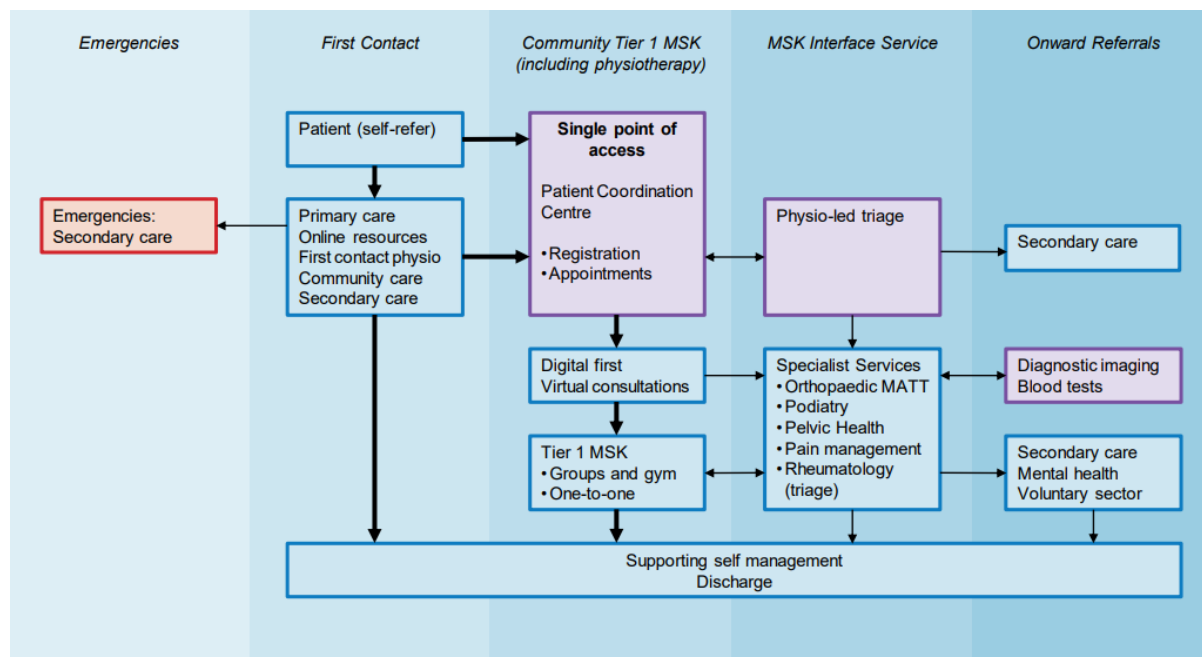 Emergencies
First Contact
Community Tier 1 MSK
(including physiotherapy)
MSK Interface Service
Onward Referrals
Patient (self-refer)
Single point of
access
Patient Coordination
Centre
•Registration
•Appointments
Emergencies:
Secondary care
Primary care
Online resources
First contact physio
Community care
Secondary care
Physio-led triage
Secondary care
Digital first
Virtual consultations
Specialist Services
•Orthopaedic MATT
•Podiatry
•Pelvic Health
•Pain management
•Rheumatology
(triage)
Diagnostic imaging
Blood tests
Tier 1 MSK
•Groups and gym
•One-to-one
Secondary care
Mental health
Voluntary sector
Supporting self management
Discharge